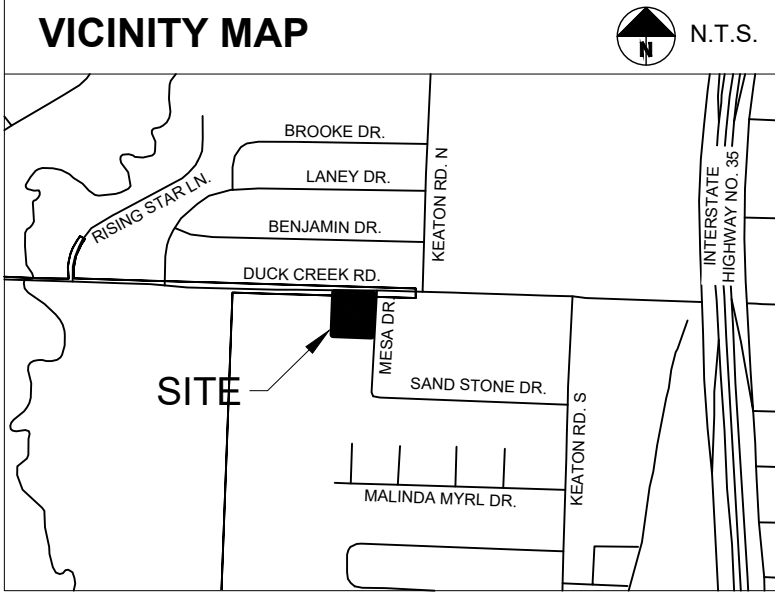 VICINITY MAP
N
N.T.S.
BROOKE DR.
LANEY DR.
RISING STAR LN.
BENJAMIN DR.
KEATON RD. N
INTERSTATE
HIGHWAY NO. 35
DUCK CREEK RD.
MESA DR.
SITE
SAND STONE DR.
KEATON RD. S
MALINDA MYRL DR.